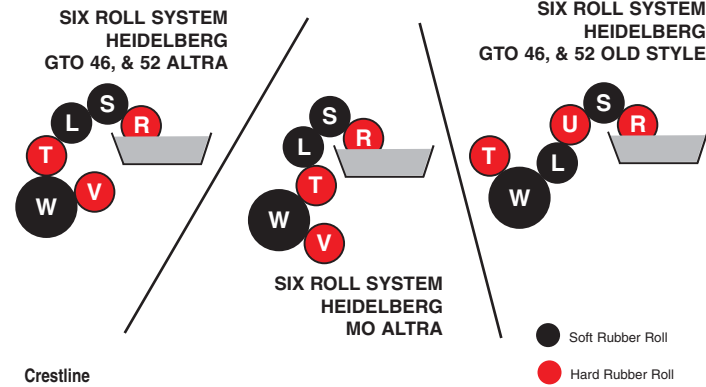 SIX ROLL SYSTEM
HEIDELBERG
GTO 46, & 52 ALTRA
S
L
R
T
V
W
S
R
L
T
W
V
SIX ROLL SYSTEM
HEIDELBERG
MO ALTRA
SIX ROLL SYSTEM
HEIDELBERG
GTO 46, & 52 OLD STYLE
S
U
R
T
L
W
Soft Rubber Roll
Hard Rubber Roll
Crestline